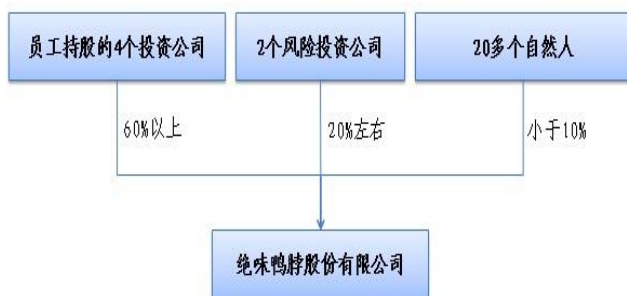 员工持股的4个投资公司
2个风险投资公司
20多个自然人
60%以上
20%左右
小于10%
绝味鸭脖股份有限公司